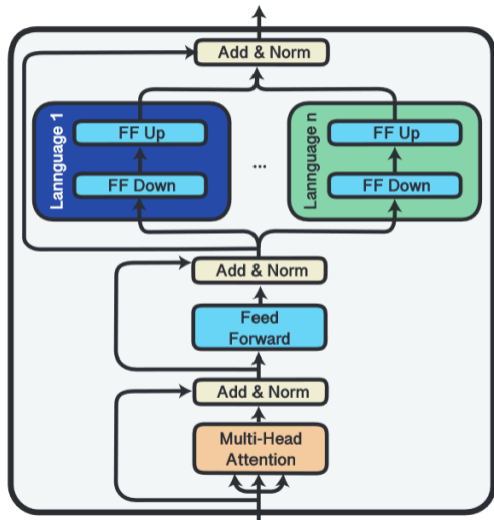 Add & Norm
Lannguage 1
FF Up
FF Down
...
Lannguage n
FF Up
FF Down
Add & Norm
Feed
Forward
Add & Norm
Multi-Head
Attention